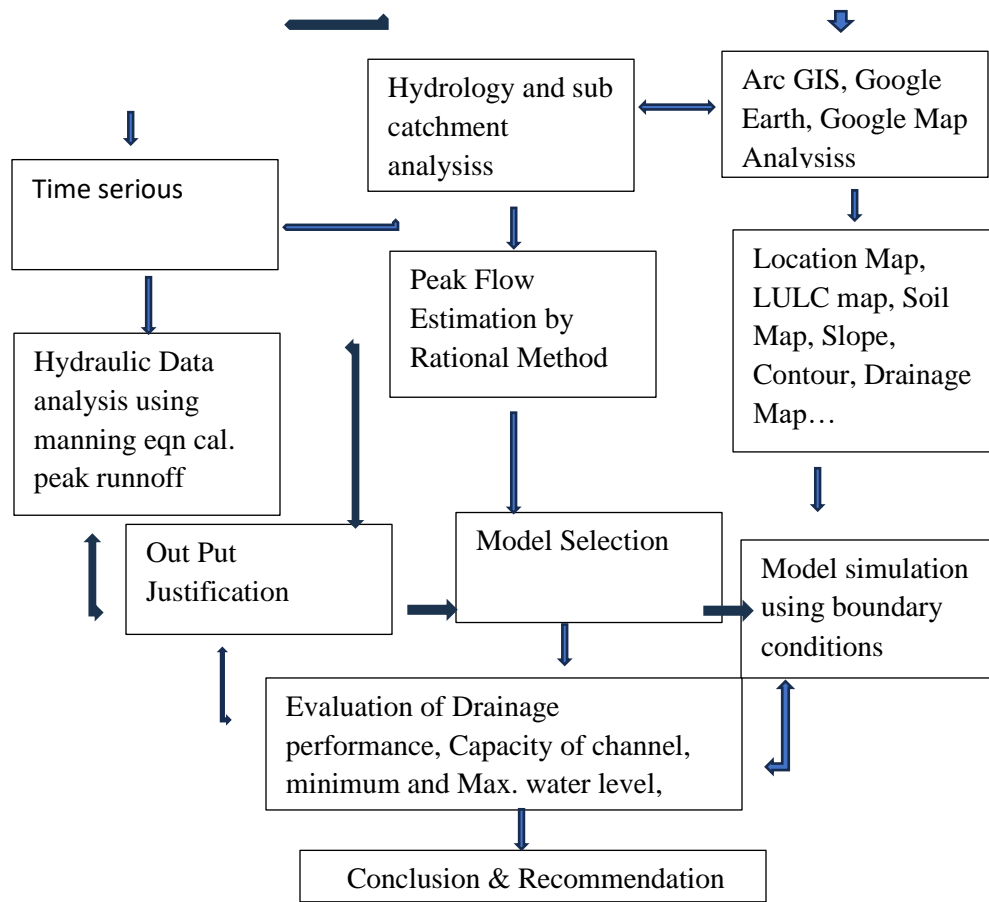 Hydrology and sub
catchment
analysiss
Arc GIS, Google
Earth, Google Map
Analysiss
Time serious
Peak Flow
Estimation by
Rational Method
Location Map,
LULC map, Soil
Map, Slope,
Contour, Drainage
Map…
Hydraulic Data
analysis using
manning eqn cal.
peak runnoff
Out Put
Justification
Model Selection
Model simulation
using boundary
conditions
Evaluation of Drainage
performance, Capacity of channel,
minimum and Max. water level,
Conclusion & Recommendation